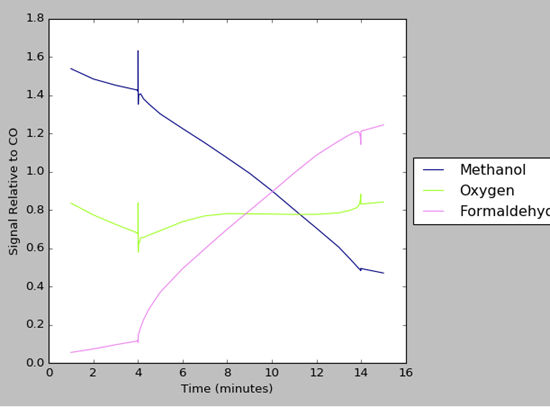 1.8
1.6
1.4
1.2
1.0
0.8
0.6
0.4
0.2
0.0
0 2 4 6 8 10 12 14 16
Signal Relative to CO
Time (minutes)
Methanol
Oxygen
Formaldehyd